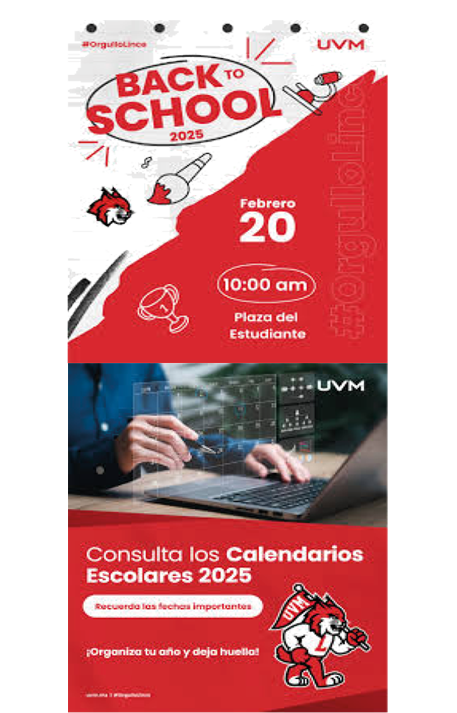 #OrgulloLince
UVM
BACK TO
SCHOOL
2025
Febrero
20
10:00 am
Plaza del
Estudiante
#OrgulloLince
UVM
Consulta los Calendarios
Escolares 2025
Recuerda las fechas importantes
UVM
L
¡Organiza tu año y deja huella!
uvm.mx | #OrgulloLince